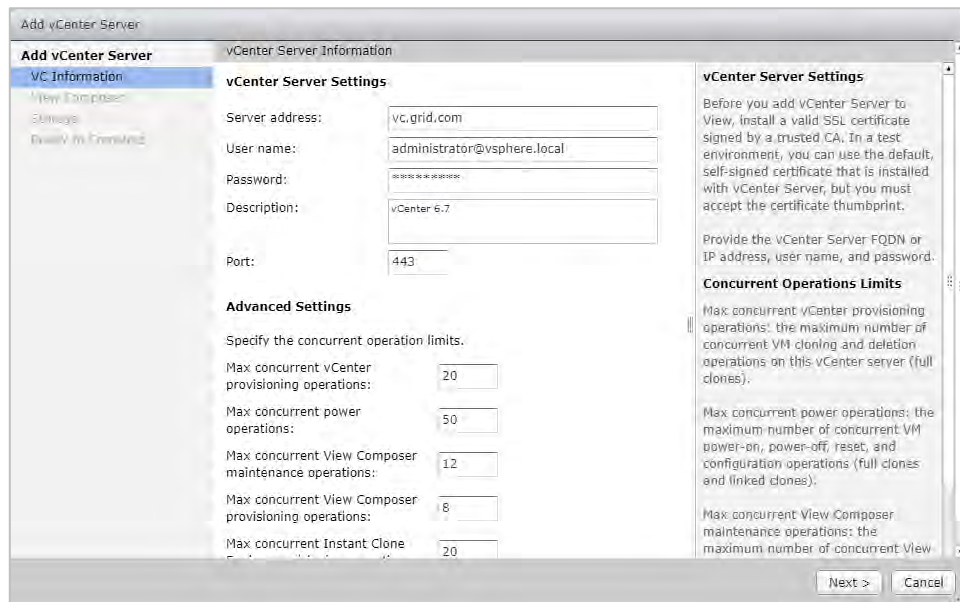 Add vCenter Server
Add vCenter Server
VC Information
View Composer
Storage
Ready to Complete
vCenter Server Information
vCenter Server Settings
Server address:
vc.grid.com
User name:
administrator@vsphere.local
Password:
*********
Description:
vCenter 6.7
Port:
443
Advanced Settings
Specify the concurrent operation limits.
Max concurrent vCenter
provisioning operations:
20
Max concurrent power
operations:
50
Max concurrent View Composer
maintenance operations:
12
Max concurrent View Composer
provisioning operations:
8
Max concurrent Instant Clone
20
vCenter Server Settings
Before you add vCenter Server to
View, install a valid SSL certificate
signed by a trusted CA. In a test
environment, you can use the default,
self-signed certificate that is installed
with vCenter Server, but you must
accept the certificate thumbprint.
Provide the vCenter Server FQDN or
IP address, user name, and password.
Concurrent Operations Limits
Max concurrent vCenter provisioning
operations: the maximum number of
concurrent VM cloning and deletion
operations on this vCenter server (full
clones).
Max concurrent power operations: the
maximum number of concurrent VM
power-on, power-off, reset, and
configuration operations (full clones
and linked clones).
Max concurrent View Composer
maintenance operations: the
maximum number of concurrent View
Next >
Cancel